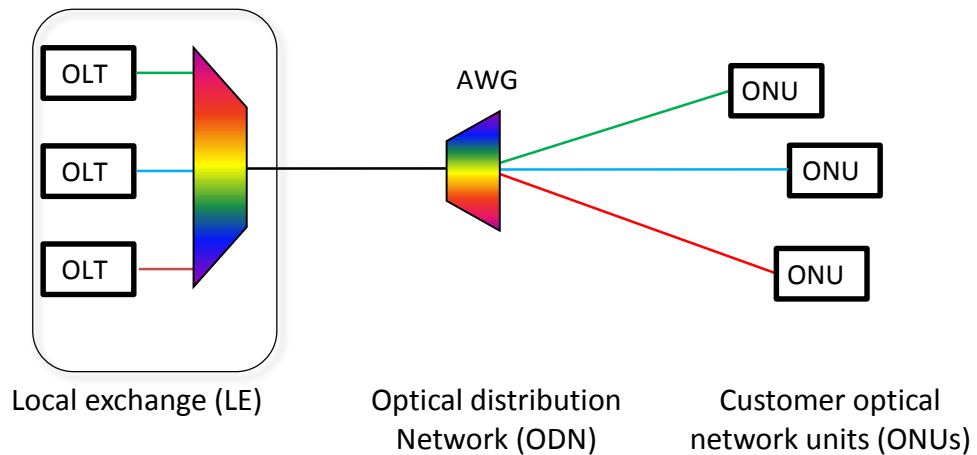 OLT
OLT
OLT
AWG
ONU
ONU
ONU
Local exchange (LE)
Optical distribution
Network (ODN)
Customer optical
network units (ONUs)